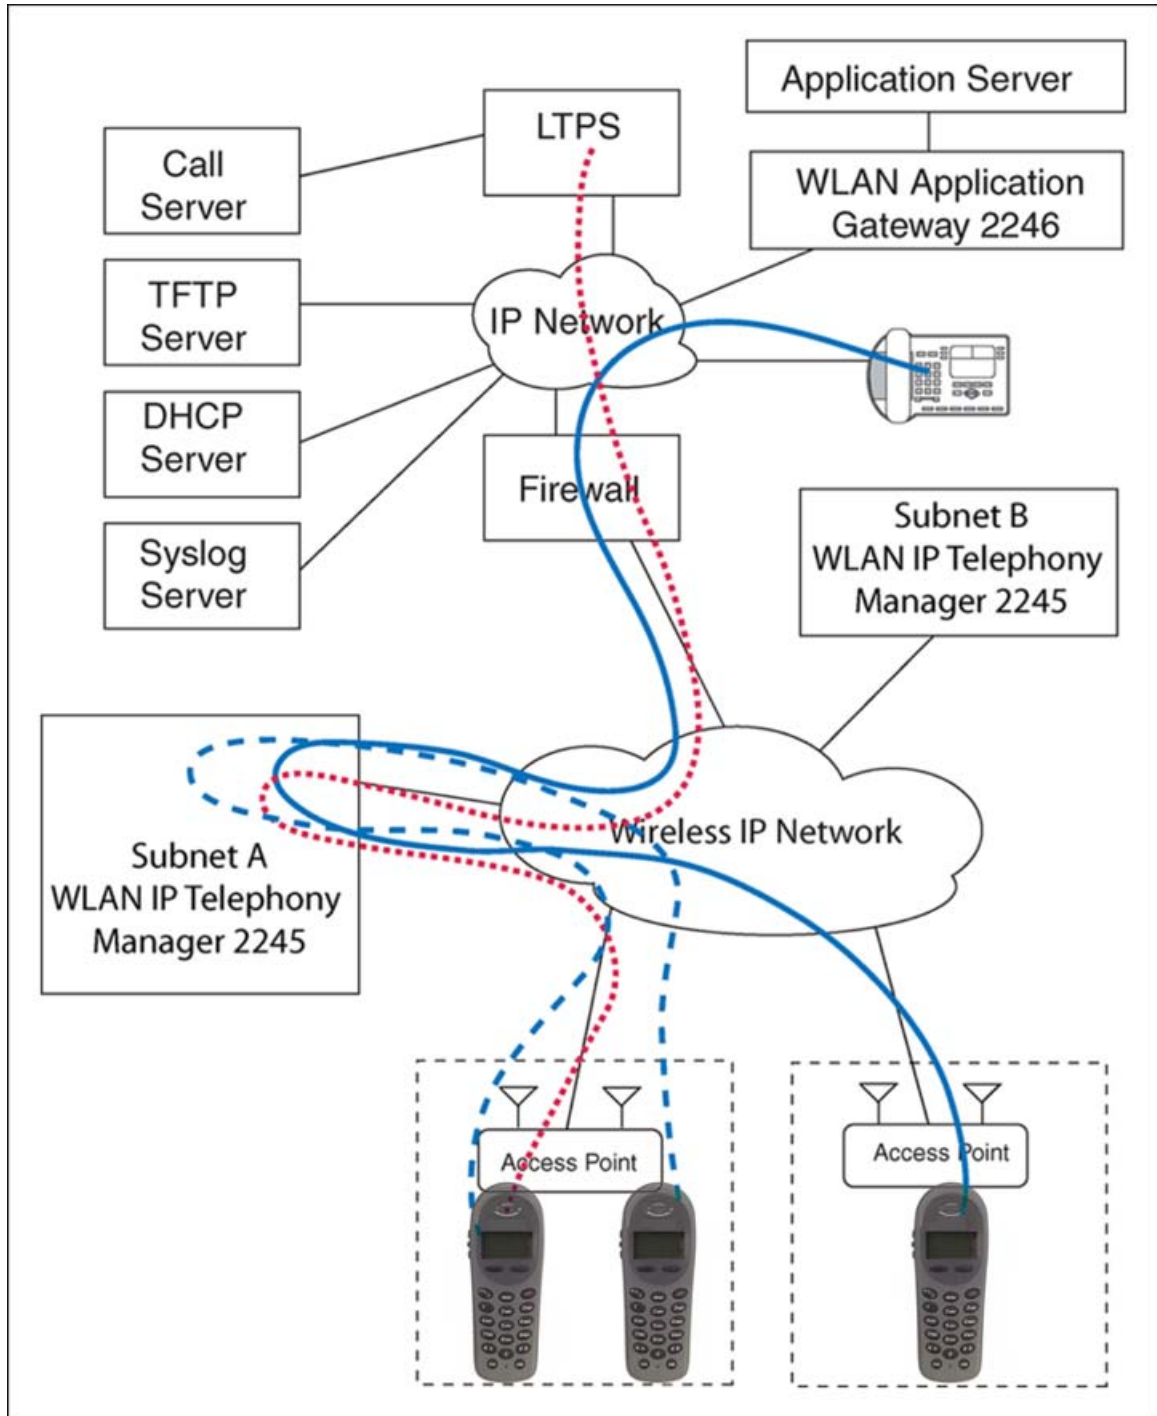 Application Server
LTPS
Call
Server
WLAN Application
Gateway 2246
TFTP
Server
IP Network
DHCP
Server
Firewall
Subnet B
WLAN IP Telephony
Manager 2245
Syslog
Server
Wireless IP Network
Subnet A
WLAN IP Telephony
Manager 2245
Access Point
Access Point